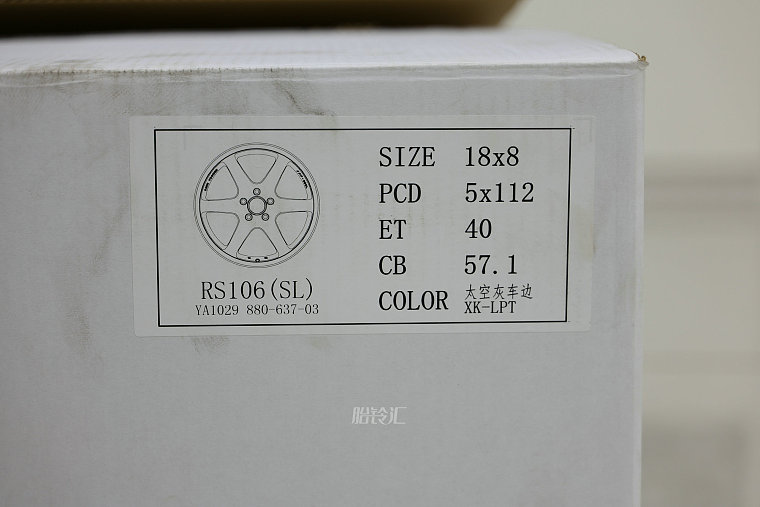 SIZE 18x8
PCD 5x112
ET 40
CB 57.1
COLOR 太空灰车边
XK-LPT
RS106(SL)
YA1029 880-637-03
胎铃汇